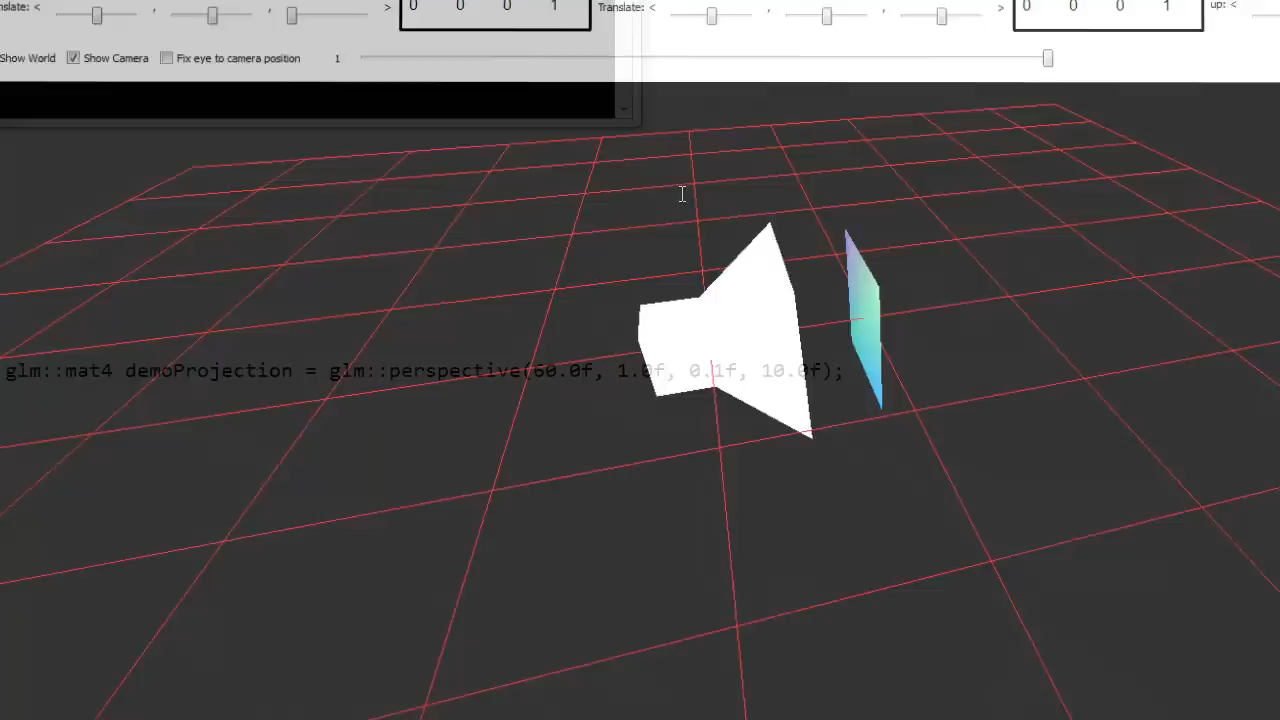 anslate: < , , > 0 0 0 1 Translate: < , , > 0 0 0 1 up: <
Show World Show Camera Fix eye to camera position 1
glm::mat4 demoProjection = glm::perspective(60.0f, 1.0f, 0.1f, 10.0f);